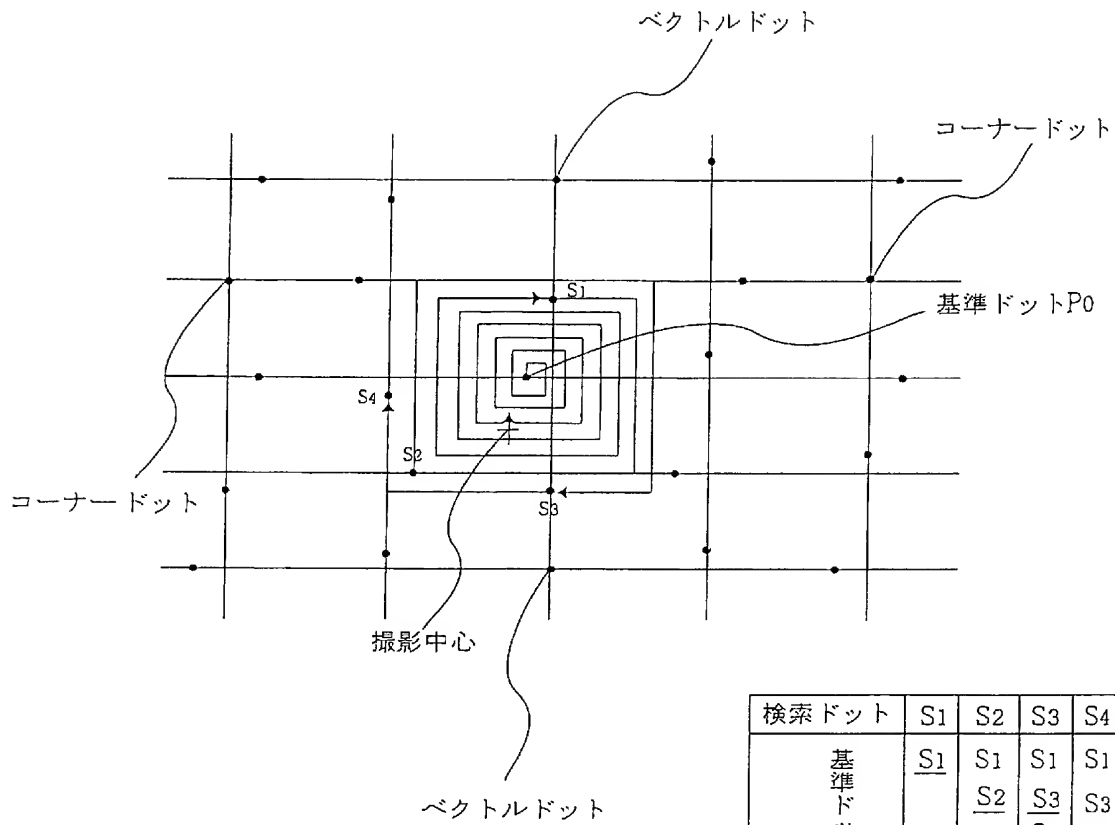 ベクトルドット
コーナードット
S1
基準ドットP0
S4
S2
S3
コーナードット
撮影中心
ベクトルドット
検索ドット S1 S2 S3 S4
基準ド
S1 S1 S1 S1
S2 S3 S3